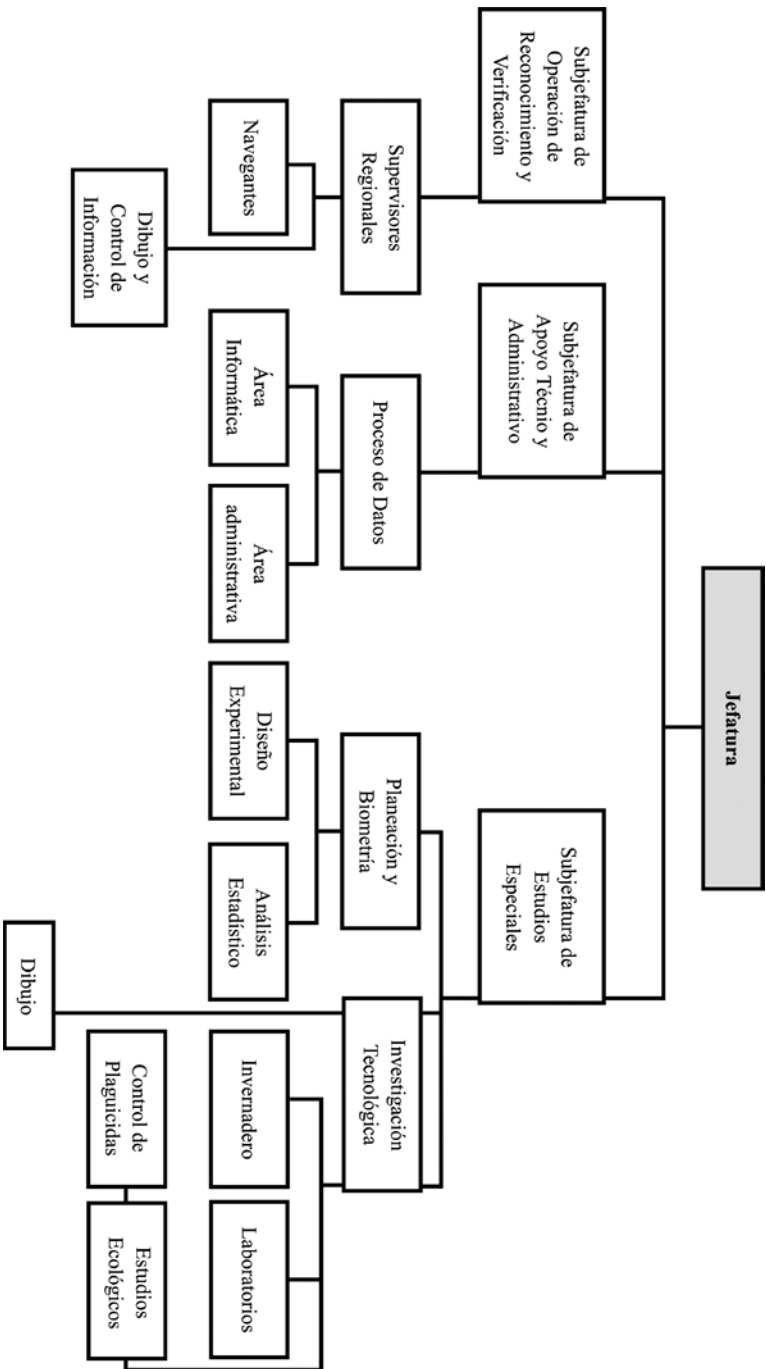 Jefatura
Subjefatura de
Operación de
Reconocimiento y
Verificación
Subjefatura de
Apoyo Técnio y
Administrativo
Subjefatura de
Estudios
Especiales
Supervisores
Regionales
Proceso de Datos
Planeación y
Biometría
Investigación
Tecnológica
Navegantes
Área
Informática
Área
administrativa
Diseño
Experimental
Análisis
Estadístico
Invernadero
Laboratorios
Dibujo y
Control de
Información
Control de
Plaguicidas
Estudios
Ecológicos
Dibujo